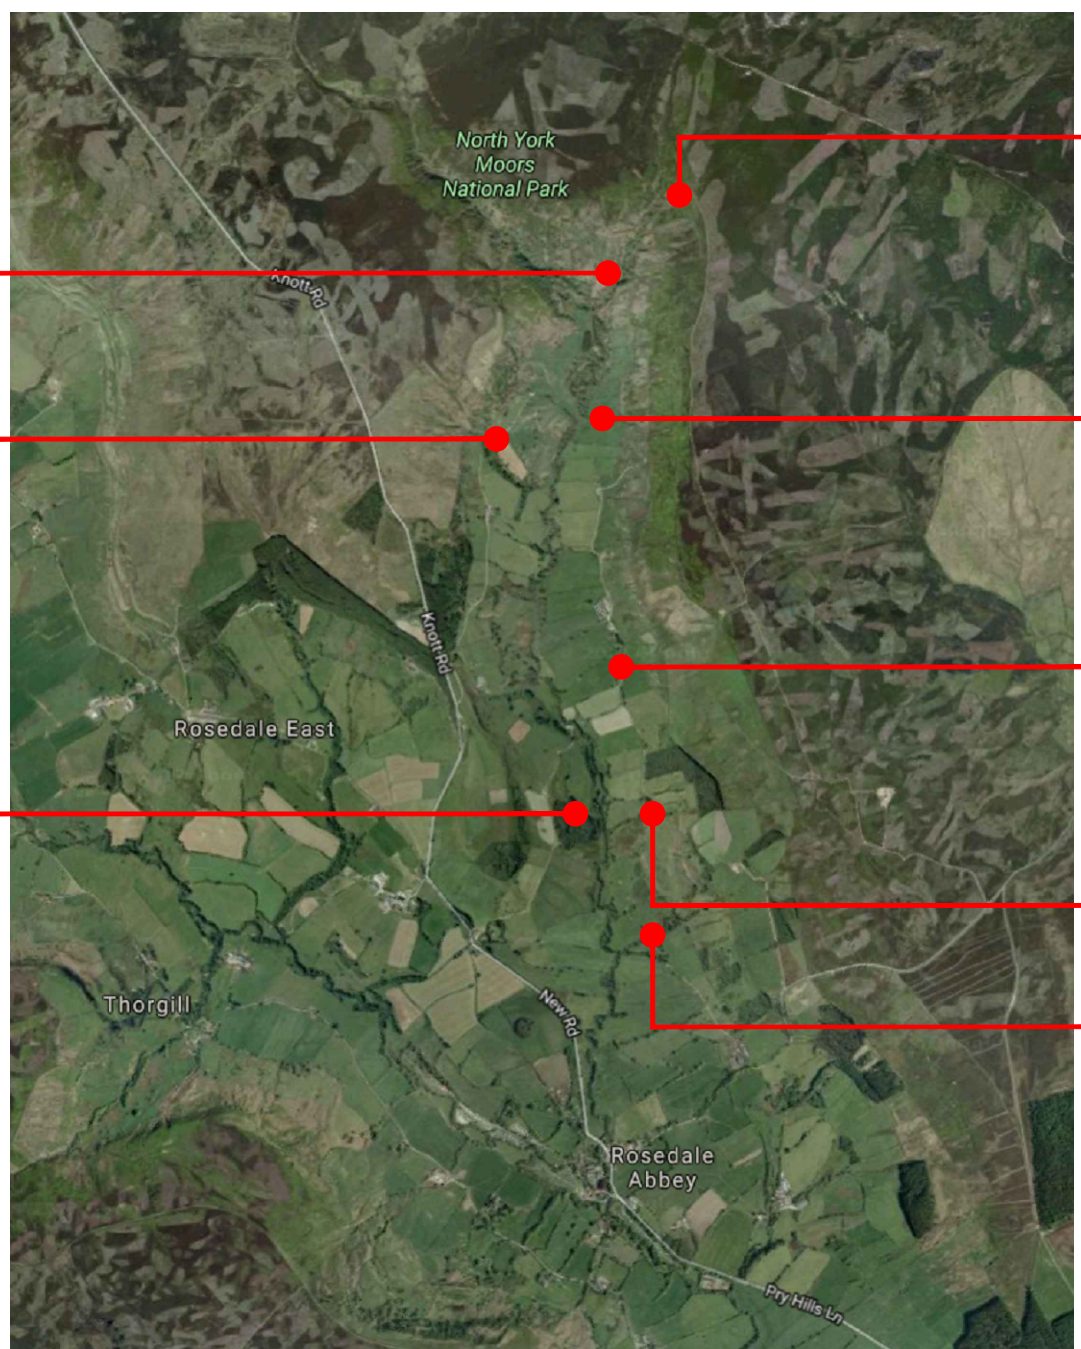 North York
Moors
National Park
Knott Rd
Knott Rd
Rosedale East
Thorgill
New Rd
Rosedale
Abbey
Pry Hills Ln